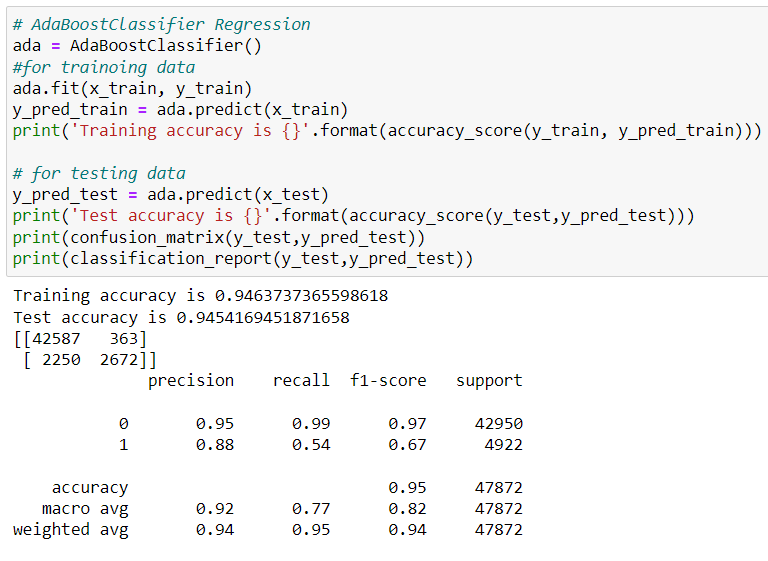 # AdaBoostClassifier Regression
ada = AdaBoostClassifier()
#for trainoing data
ada.fit(x_train, y_train)
y_pred_train = ada.predict(x_train)
print('Training accuracy is {}'.format(accuracy_score(y_train, y_pred_train)))

# for testing data
y_pred_test = ada.predict(x_test)
print('Test accuracy is {}'.format(accuracy_score(y_test,y_pred_test)))
print(confusion_matrix(y_test,y_pred_test))
print(classification_report(y_test,y_pred_test))
Training accuracy is 0.9463737365598618
Test accuracy is 0.9454169451871658
[[42587   363]
 [ 2250  2672]]
              precision    recall  f1-score   support

           0       0.95      0.99      0.97     42950
           1       0.88      0.54      0.67      4922

    accuracy                           0.95     47872
   macro avg       0.92      0.77      0.82     47872
weighted avg       0.94      0.95      0.94     47872